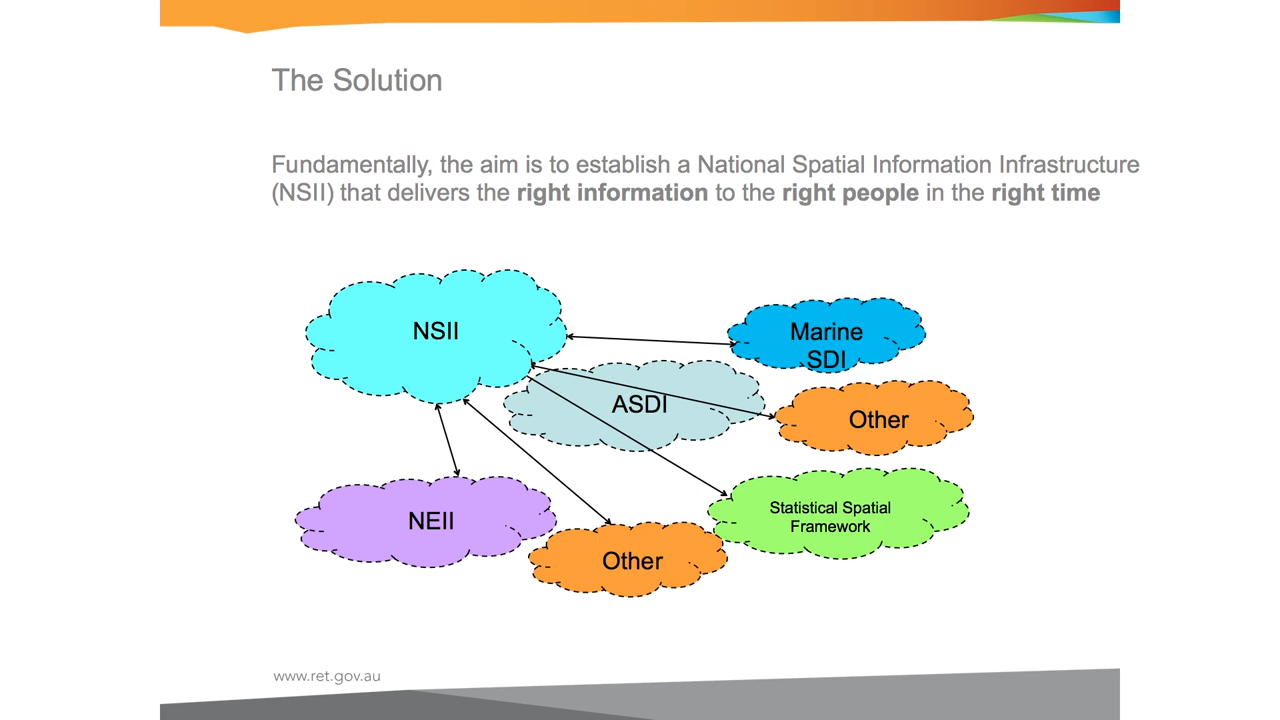 The Solution
Fundamentally, the aim is to establish a National Spatial Information Infrastructure
(NSII) that delivers the right information to the right people in the right time
NSII
Marine
SDI
ASDI
Other
Statistical Spatial
Framework
NEII
Other
www.ret.gov.au